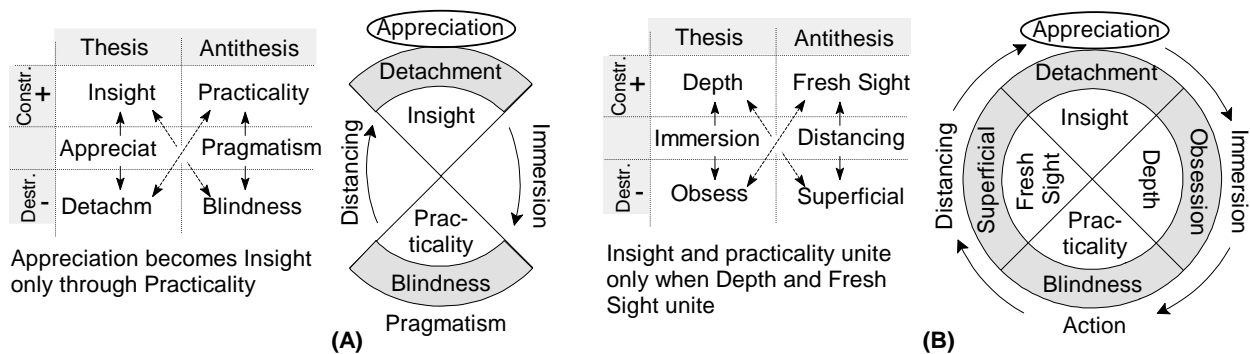 Thesis Antithesis
Constr. + Insight Practicality
Appreciat Pragmatism
Destr. - Detachm Blindness
Appreciation becomes Insight
only through Practicality
Appreciation
Detachment
Insight
Distancing
Immersion
Prac-
ticality
Blindness
Pragmatism
(A)
Thesis Antithesis
Constr. + Depth Fresh Sight
Immersion Distancing
Destr. - Obsess Superficial
Insight and practicality unite
only when Depth and Fresh
Sight unite
Appreciation
Detachment
Insight
Distancing
Superficial
Fresh
Sight
Depth
Obsession
Immersion
Prac-
ticality
Blindness
Action
(B)